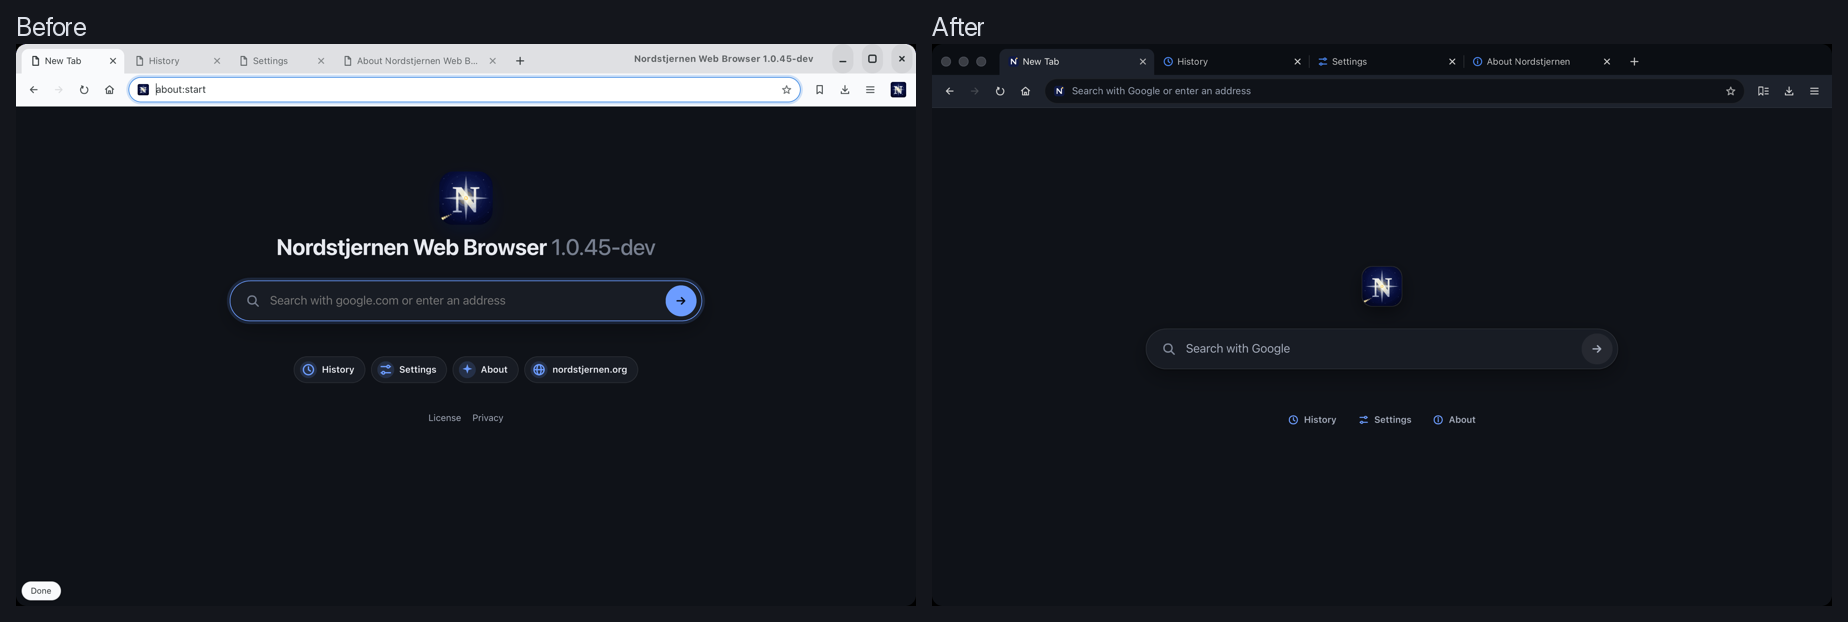 Before
New Tab
History
Settings
About Nordstjernen Web B...
Nordstjernen Web Browser 1.0.45-dev
N
about:start
N
N
Nordstjernen Web Browser 1.0.45-dev
Search with google.com or enter an address
History
Settings
About
nordstjernen.org
License
Privacy
Done
After
N
New Tab
History
Settings
About Nordstjernen
N
Search with Google or enter an address
N
Search with Google
History
Settings
About